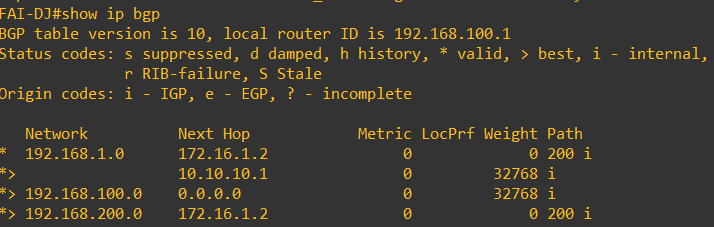 FAI-DJ#show ip bgp
BGP table version is 10, local router ID is 192.168.100.1
Status codes: s suppressed, d damped, h history, * valid, > best, i - internal,
              r RIB-failure, S Stale
Origin codes: i - IGP, e - EGP, ? - incomplete

   Network          Next Hop            Metric LocPrf Weight Path
*  192.168.1.0      172.16.1.2               0             0 200 i
*>                  10.10.10.1               0         32768 i
*> 192.168.100.0    0.0.0.0                  0         32768 i
*> 192.168.200.0    172.16.1.2               0             0 200 i